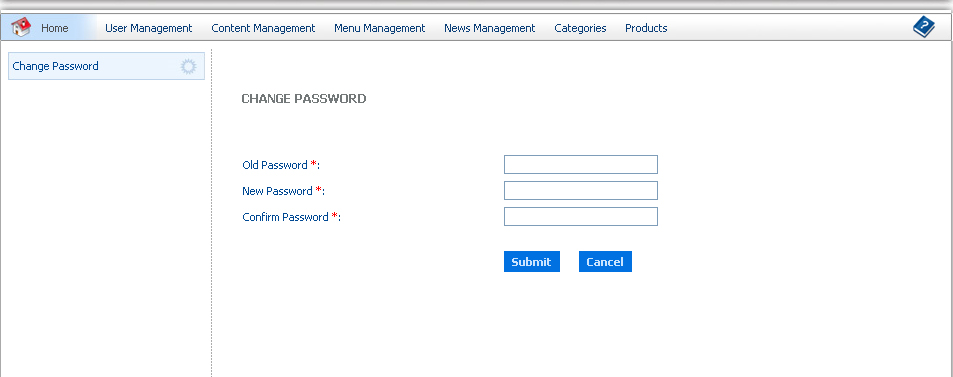 Home User Management Content Management Menu Management News Management Categories Products
?
Change Password
CHANGE PASSWORD
Old Password *:
New Password *:
Confirm Password *:
Submit Cancel